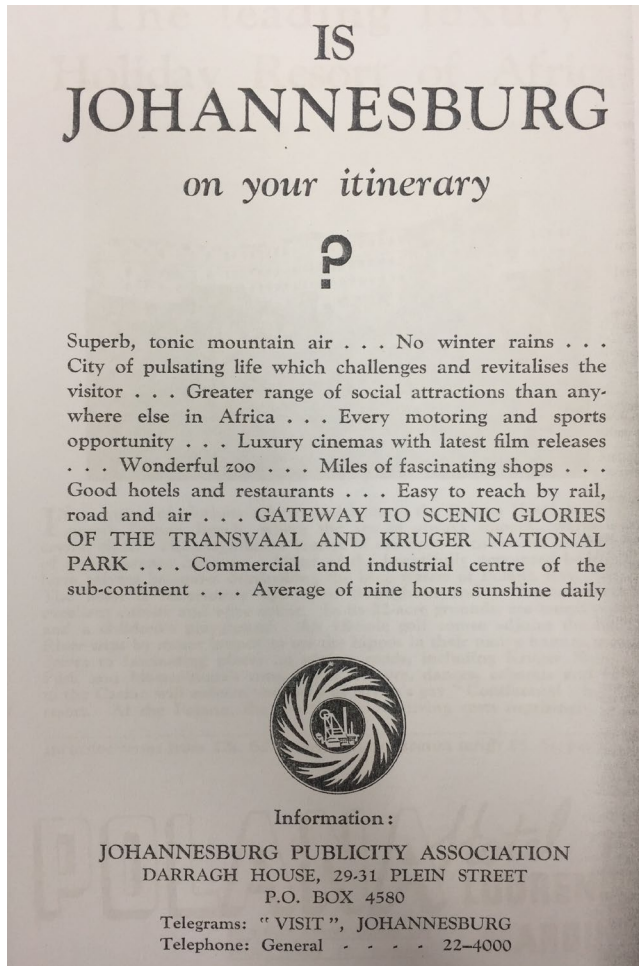 IS
JOHANNESBURG
on your itinerary
?
Superb, tonic mountain air . . . No winter rains . . .
City of pulsating life which challenges and revitalises the
visitor . . . Greater range of social attractions than any-
where else in Africa . . . Every motoring and sports
opportunity . . . Luxury cinemas with latest film releases
. . . Wonderful zoo . . . Miles of fascinating shops . . .
Good hotels and restaurants . . . Easy to reach by rail,
road and air . . . GATEWAY TO SCENIC GLORIES
OF THE TRANSVAAL AND KRUGER NATIONAL
PARK . . . Commercial and industrial centre of the
sub-continent . . . Average of nine hours sunshine daily
Information:
JOHANNESBURG PUBLICITY ASSOCIATION
DARRAGH HOUSE, 29-31 PLEIN STREET
P.O. BOX 4580
Telegrams: "VISIT", JOHANNESBURG
Telephone: General - - - - 22–4000